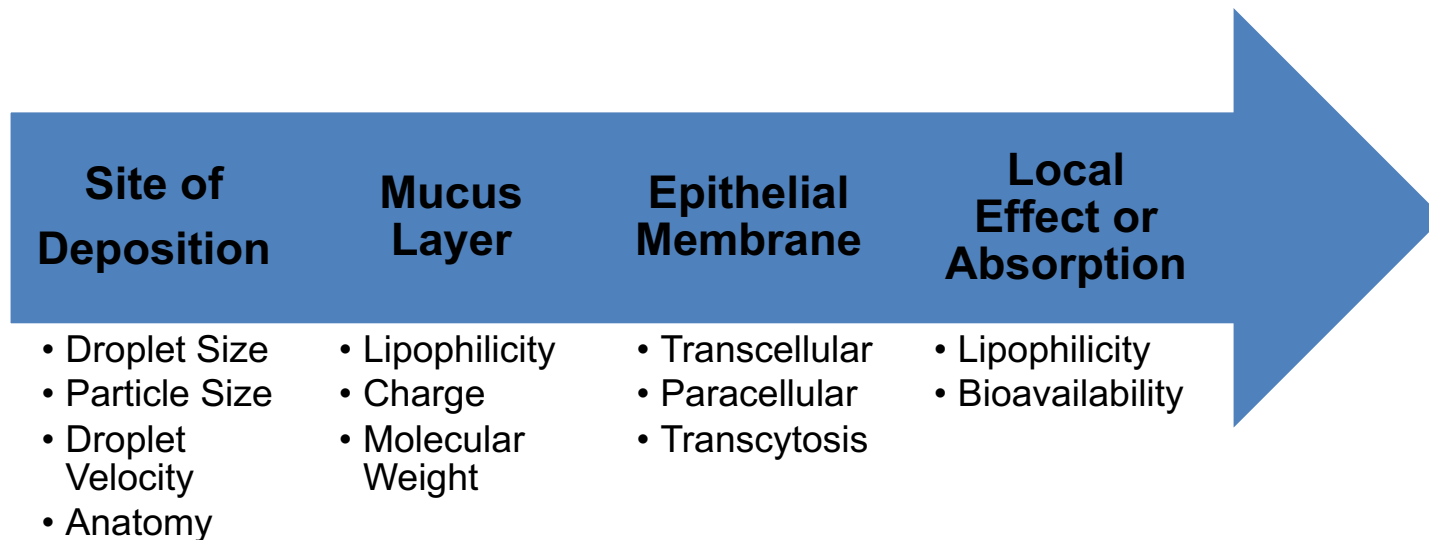 Site of
Deposition
Mucus
Layer
Epithelial
Membrane
Local
Effect or
Absorption
• Droplet Size
• Particle Size
• Droplet
Velocity
• Anatomy
• Lipophilicity
• Charge
• Molecular
Weight
• Transcellular
• Paracellular
• Transcytosis
• Lipophilicity
• Bioavailability